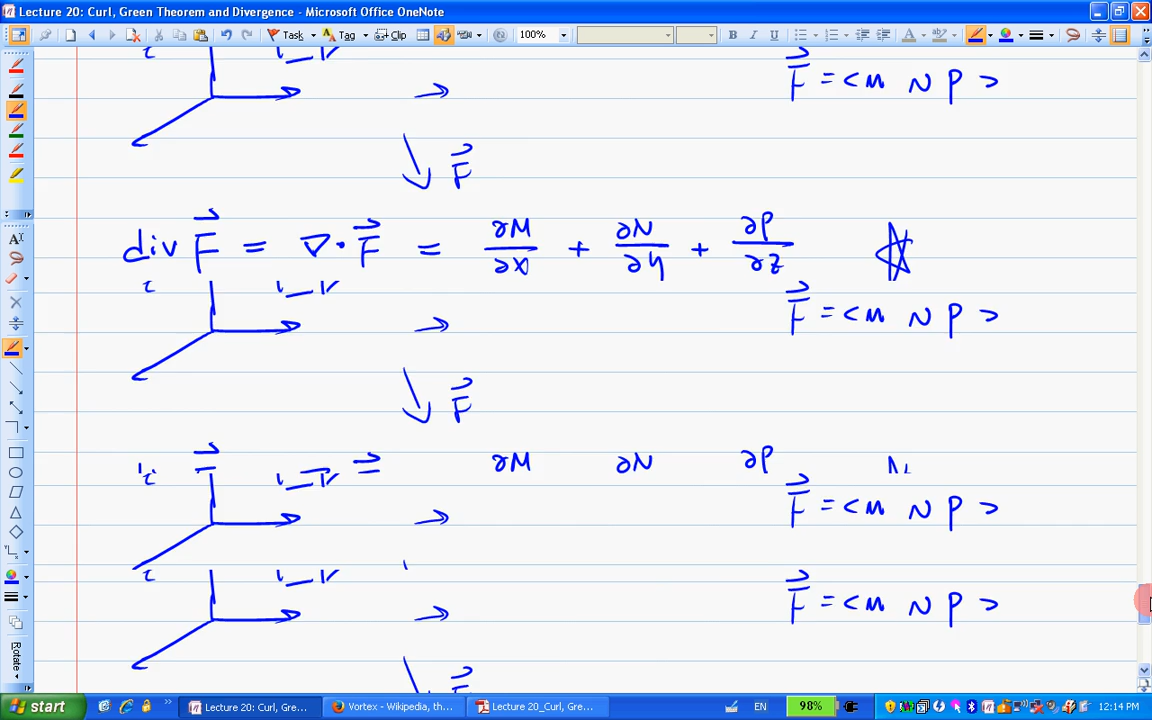 Lecture 20: Curl, Green Theorem and Divergence - Microsoft Office OneNote
Task Tag Clip 100% B I U
F⃗ = < M N P >
F⃗
div F⃗ = ∇·F⃗ = ∂M/∂x + ∂N/∂y + ∂P/∂z
F⃗ = < M N P >
F⃗
∂M ∂N ∂P
F⃗ = < M N P >
F⃗ = < M N P >
Rotate
start Lecture 20: Curl, Gre... Vortex - Wikipedia, th... Lecture 20_Curl, Gre... 98% EN 12:14 PM